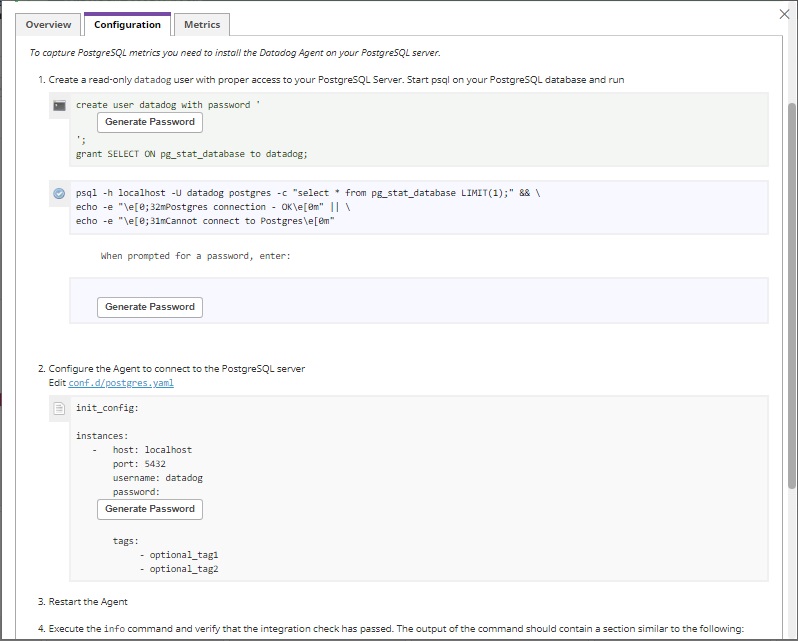 Overview Configuration Metrics
To capture PostgreSQL metrics you need to install the Datadog Agent on your PostgreSQL server.
1. Create a read-only datadog user with proper access to your PostgreSQL Server. Start psql on your PostgreSQL database and run
create user datadog with password '
Generate Password
';
grant SELECT ON pg_stat_database to datadog;
psql -h localhost -U datadog postgres -c "select * from pg_stat_database LIMIT(1);" && \
echo -e "\e[0;32mPostgres connection - OK\e[0m" || \
echo -e "\e[0;31mCannot connect to Postgres\e[0m"
When prompted for a password, enter:
Generate Password
2. Configure the Agent to connect to the PostgreSQL server
Edit conf.d/postgres.yaml
init_config:
instances:
- host: localhost
port: 5432
username: datadog
password:
Generate Password
tags:
- optional_tag1
- optional_tag2
3. Restart the Agent
4. Execute the info command and verify that the integration check has passed. The output of the command should contain a section similar to the following: